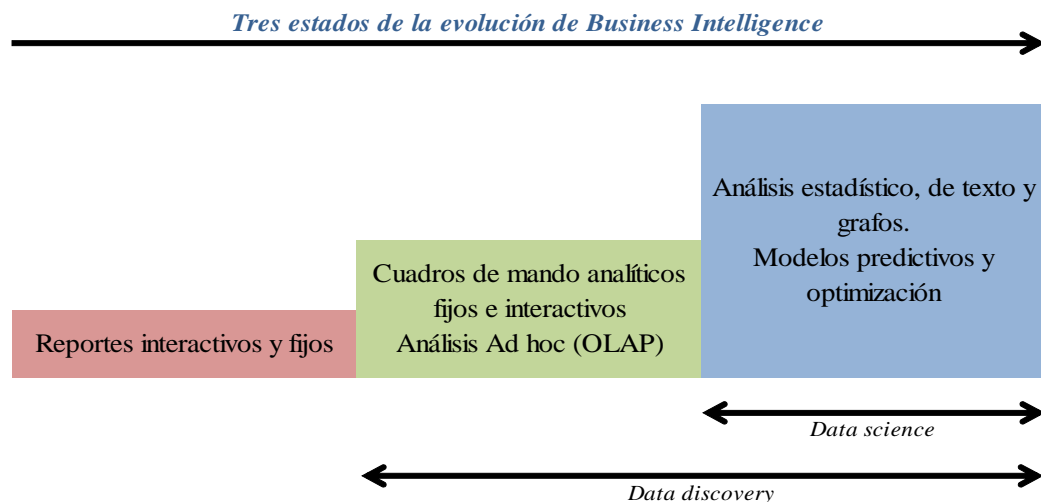 Tres estados de la evolución de Business Intelligence
Reportes interactivos y fijos
Cuadros de mando analíticos
fijos e interactivos
Análisis Ad hoc (OLAP)
Análisis estadístico, de texto y
grafos.
Modelos predictivos y
optimización
Data science
Data discovery